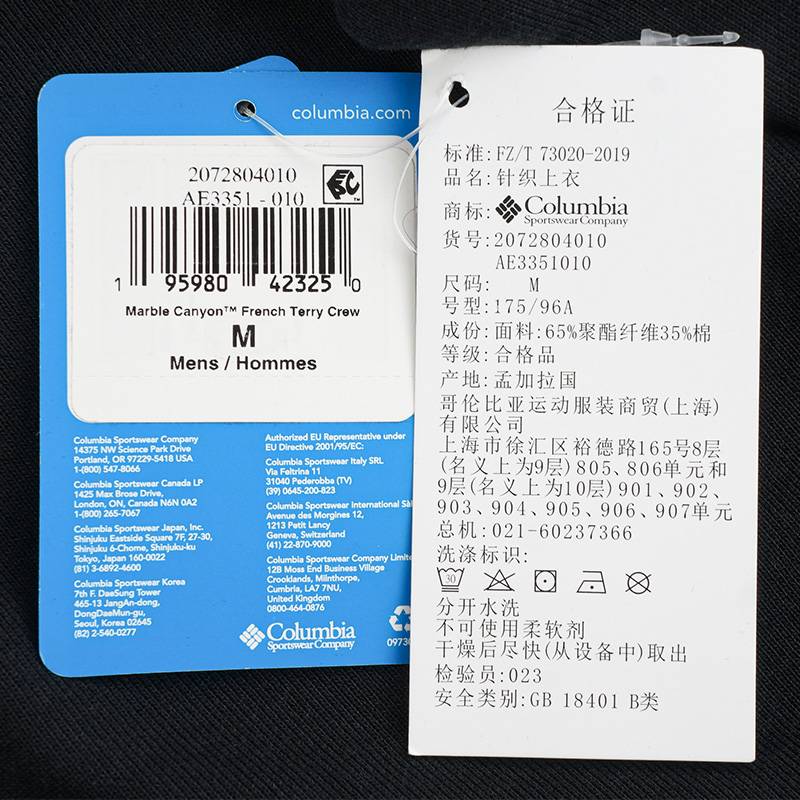 columbia.com
2072804010
AE3351 - 010
1 95980 42325 0
Marble Canyon™ French Terry Crew
M
Mens / Hommes
Columbia Sportswear Company
14375 NW Science Park Drive
Portland, OR 97229-5418 USA
1-(800) 547-8066
Columbia Sportswear Canada LP
1425 Max Brose Drive,
London, ON, Canada N6N 0A2
1-(800) 265-7067
Columbia Sportswear Japan, Inc.
Shinjuku Eastside Square 7F, 27-30,
Shinjuku 6-Chome, Shinjuku-ku
Tokyo, Japan 160-0022
(81) 3-6892-4600
Columbia Sportswear Korea
7th F. DaeSung Tower
465-13 JangAn-dong,
DongDaeMun-gu,
Seoul, Korea 02645
(82) 2-540-0277
Authorized EU Representative under
EU Directive 2001/95/EC:
Columbia Sportswear Italy SRL
Via Feltrina 11
31040 Pederobba (TV)
(39) 0645-200-823
Columbia Sportswear International Sàr
Avenue des Morgines 12,
1213 Petit Lancy
Geneva, Switzerland
(41) 22-870-9000
Columbia Sportswear Company Limite
12B Moss End Business Village
Crooklands, Milnthorpe,
Cumbria, LA7 7NU,
United Kingdom
0800-464-0876
Columbia
Sportswear Company
0973
合格证
标准:FZ/T 73020-2019
品名:针织上衣
商标: Columbia
Sportswear Company
货号:2072804010
AE3351010
尺码: M
号型:175/96A
成份:面料:65%聚酯纤维35%棉
等级:合格品
产地:孟加拉国
哥伦比亚运动服装商贸(上海)
有限公司
上海市徐汇区裕德路165号8层
(名义上为9层)805、806单元和
9层(名义上为10层)901、902、
903、904、905、906、907单元
总机:021-60237366
洗涤标识:
30
分开水洗
不可使用柔软剂
干燥后尽快(从设备中)取出
检验员:023
安全类别:GB 18401 B类